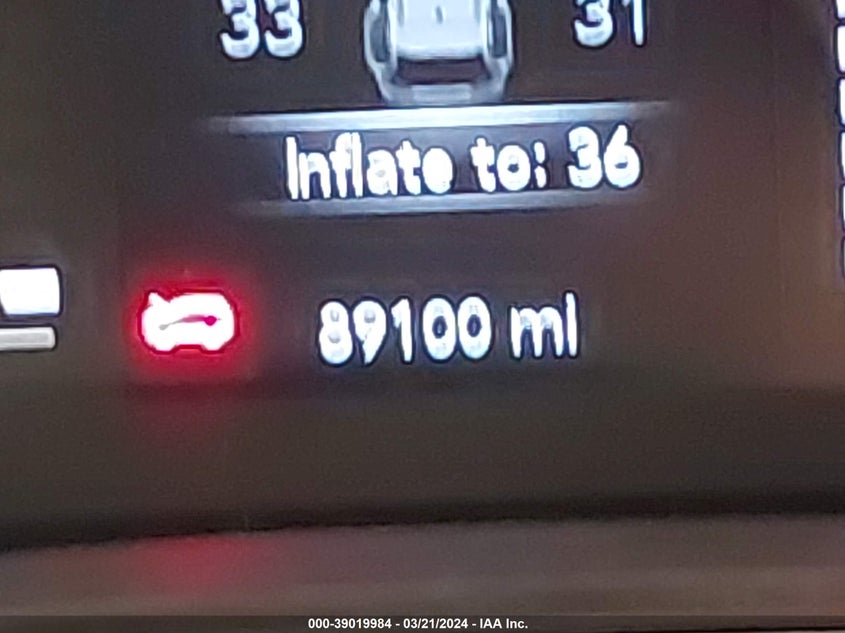 33 31
Inflate to: 36
89100 mi
000-39019984 - 03/21/2024 - IAA Inc.